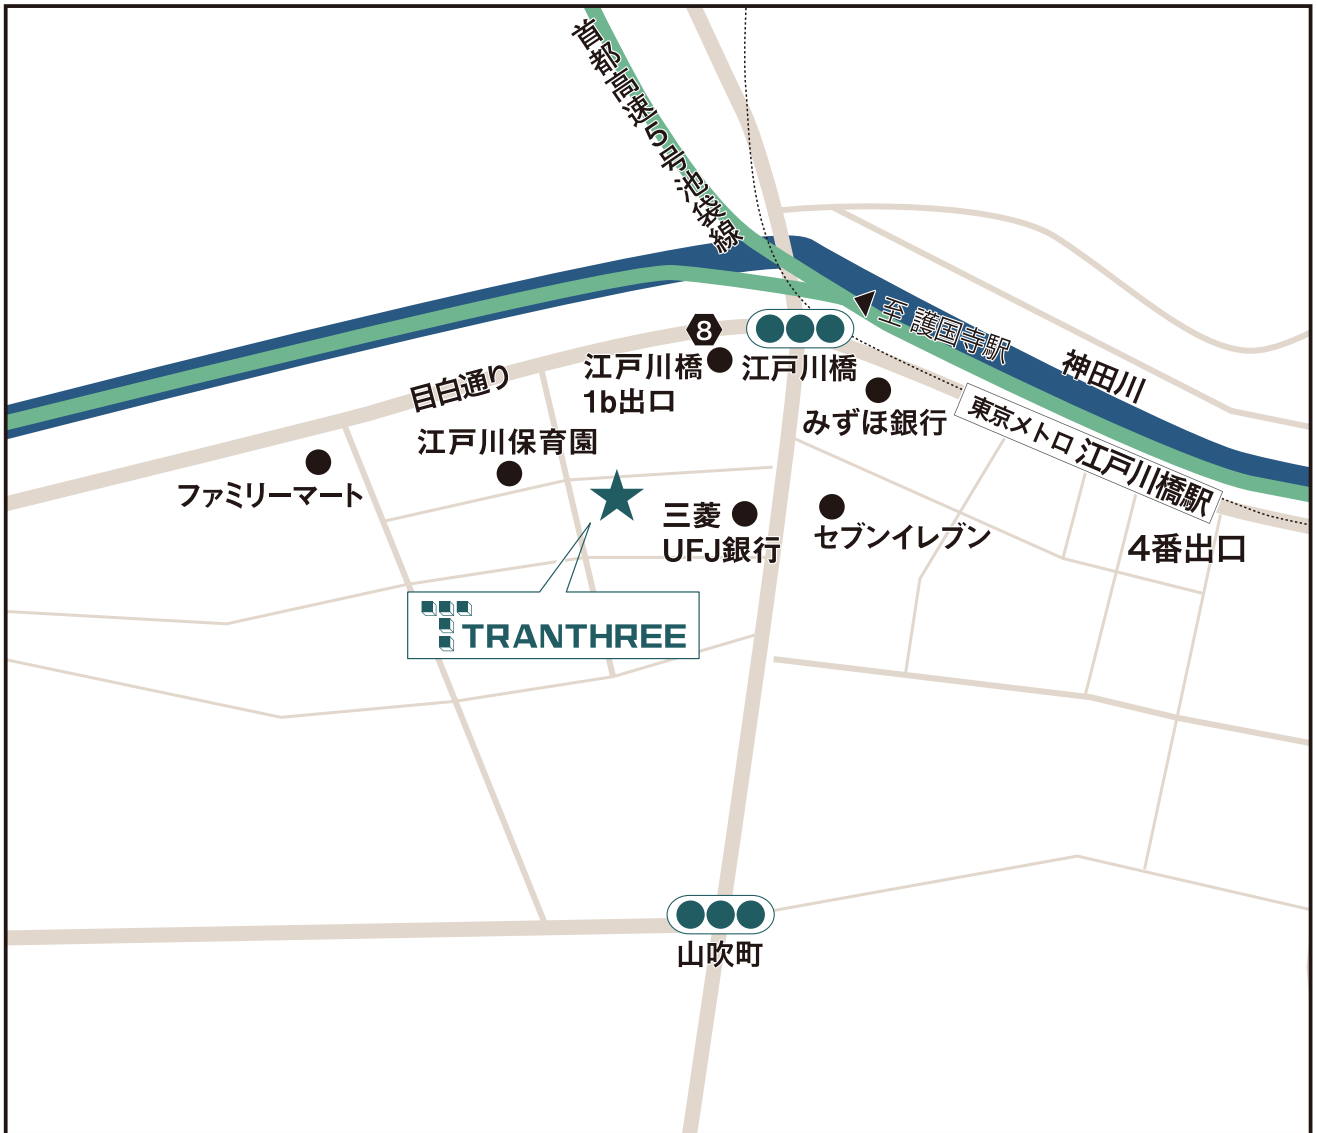 首都高速5号池袋線
至 護国寺駅
神田川
8
江戸川橋
1b出口
江戸川橋
目白通り
みずほ銀行
東京メトロ 江戸川橋駅
江戸川保育園
ファミリーマート
三菱
UFJ銀行
セブンイレブン
4番出口
TRANTHREE
山吹町